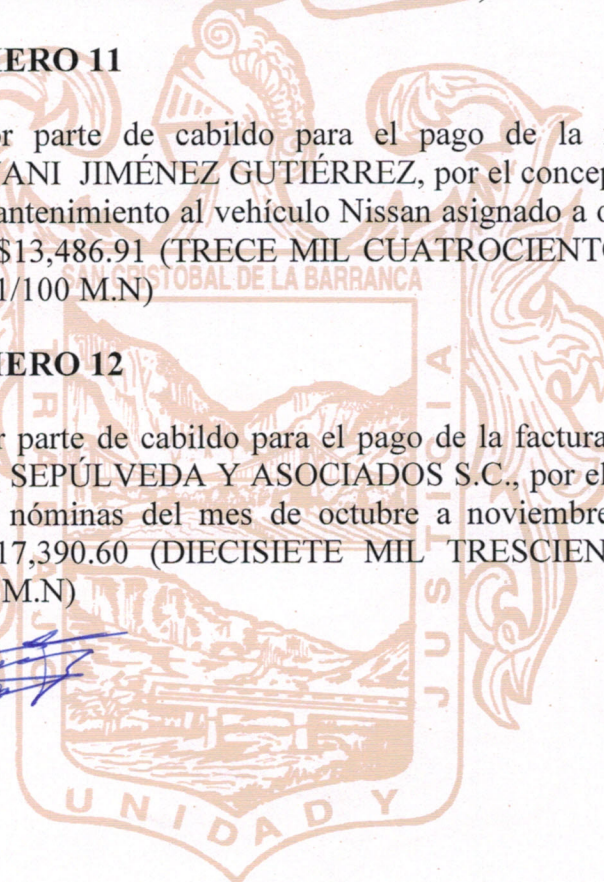 ERO 11
r parte de cabildo para el pago de la
ANI JIMÉNEZ GUTIÉRREZ, por el concep
antenimiento al vehículo Nissan asignado a
$13,486.91 (TRECE MIL CUATROCIENTO
SAN CRISTOBAL DE LA BARRANCA
1/100 M.N)
ERO 12
r parte de cabildo para el pago de la factura
SEPÚLVEDA Y ASOCIADOS S.C., por el
nóminas del mes de octubre a noviembre
17,390.60 (DIECISIETE MIL TRESCIEN
M.N)
TRABAJO
JUSTICIA
UNIDAD Y